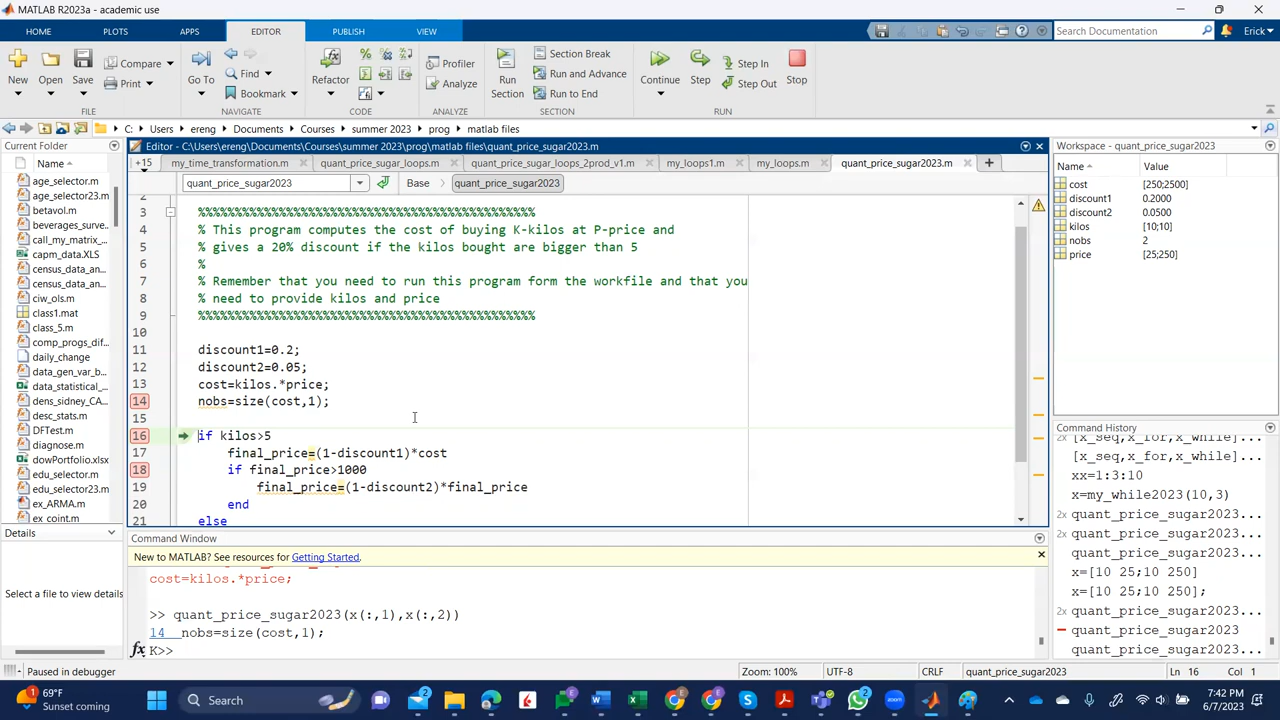 MATLAB R2023a - academic use
HOME PLOTS APPS EDITOR PUBLISH VIEW
Search Documentation
Erick
New Open Save Compare Print
Go To Find Bookmark
Refactor
Profiler Analyze
Run Section
Section Break
Run and Advance
Run to End
Continue Step Step In Step Out Stop
FILE NAVIGATE CODE ANALYZE SECTION RUN
C: Users ereng Documents Courses summer 2023 prog matlab files
Current Folder
Name
age_selector.m
age_selector23.m
betavol.m
beverages_surve...
call_my_matrix_...
capm_data.XLS
census_data_an...
census_data_an...
ciw_ols.m
class1.mat
class_5.m
comp_progs_dif...
daily_change
data_gen_var_b...
data_statistical_...
dens_sidney_CA...
desc_stats.m
DFTest.m
diagnose.m
dowPortfolio.xlsx
edu_selector.m
edu_selector23.m
ex_ARMA.m
ex_coint.m
Details
Select a file to view details
Editor - C:\Users\ereng\Documents\Courses\summer 2023\prog\matlab files\quant_price_sugar2023.m
+15 my_time_transformation.m quant_price_sugar_loops.m quant_price_sugar_loops_2prod_v1.m my_loops1.m my_loops.m quant_price_sugar2023.m
quant_price_sugar2023 Base quant_price_sugar2023
2
3 %%%%%%%%%%%%%%%%%%%%%%%%%%%%%%%%%%%%%%%%%%%%%
4 % This program computes the cost of buying K-kilos at P-price and
5 % gives a 20% discount if the kilos bought are bigger than 5
6 %
7 % Remember that you need to run this program form the workfile and that you
8 % need to provide kilos and price
9 %%%%%%%%%%%%%%%%%%%%%%%%%%%%%%%%%%%%%%%%%%%%%
10
11 discount1=0.2;
12 discount2=0.05;
13 cost=kilos.*price;
14 nobs=size(cost,1);
15
16 if kilos>5
17 final_price=(1-discount1)*cost
18 if final_price>1000
19 final_price=(1-discount2)*final_price
20 end
21 else
Command Window
New to MATLAB? See resources for Getting Started.
cost=kilos.*price;
>> quant_price_sugar2023(x(:,1),x(:,2))
14 nobs=size(cost,1);
fx K>>
Workspace - quant_price_sugar2023
Name Value
cost [250;2500]
discount1 0.2000
discount2 0.0500
kilos [10;10]
nobs 2
price [25;250]
Command History
[x_seq,x_for,x_while]...
[x_seq,x_for,x_while]...
xx=1:3:10
x=my_while2023(10,3)
2x quant_price_sugar2023...
2x quant_price_sugar2023...
quant_price_sugar2023...
x=[10 25;10 250]
x=[10 25;10 250];
2x quant_price_sugar2023...
quant_price_sugar2023
quant_price_sugar2023...
Paused in debugger
Zoom: 100% UTF-8 CRLF quant_price_sugar2023 Ln 16 Col 1
69°F
Sunset coming
Search
7:42 PM
6/7/2023